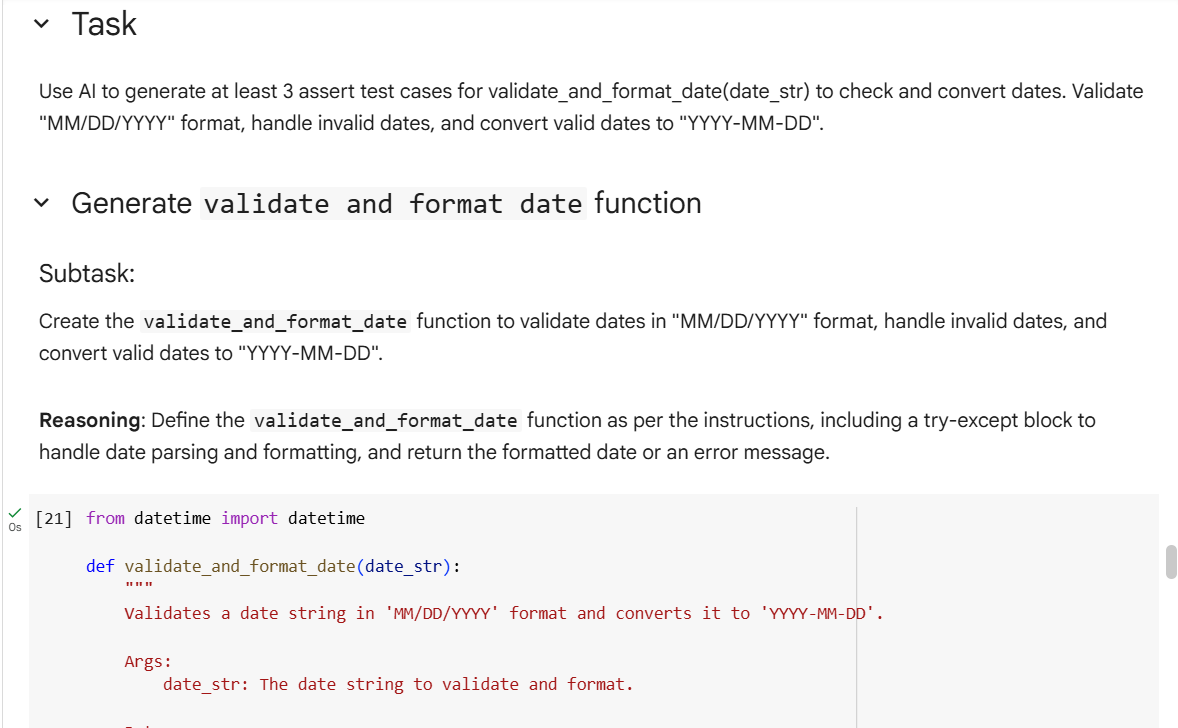 Task
Use AI to generate at least 3 assert test cases for validate_and_format_date(date_str) to check and convert dates. Validate
"MM/DD/YYYY" format, handle invalid dates, and convert valid dates to "YYYY-MM-DD".
Generate validate and format date function
Subtask:
Create the validate_and_format_date function to validate dates in "MM/DD/YYYY" format, handle invalid dates, and
convert valid dates to "YYYY-MM-DD".
Reasoning: Define the validate_and_format_date function as per the instructions, including a try-except block to
handle date parsing and formatting, and return the formatted date or an error message.
0s
[21] from datetime import datetime
def validate_and_format_date(date_str):
"""
Validates a date string in 'MM/DD/YYYY' format and converts it to 'YYYY-MM-DD'.
Args:
date_str: The date string to validate and format.